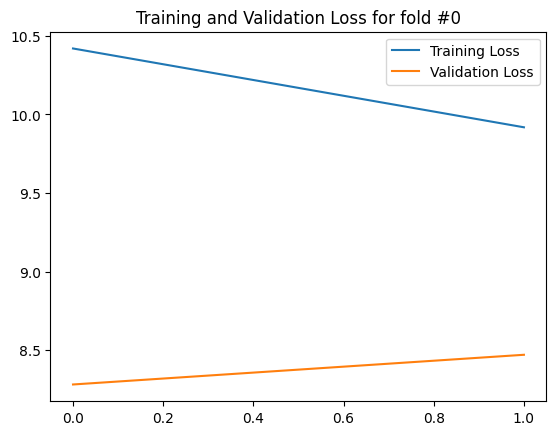 Training and Validation Loss for fold #0
10.5
10.0
9.5
9.0
8.5
Training Loss
Validation Loss
0.0 0.2 0.4 0.6 0.8 1.0